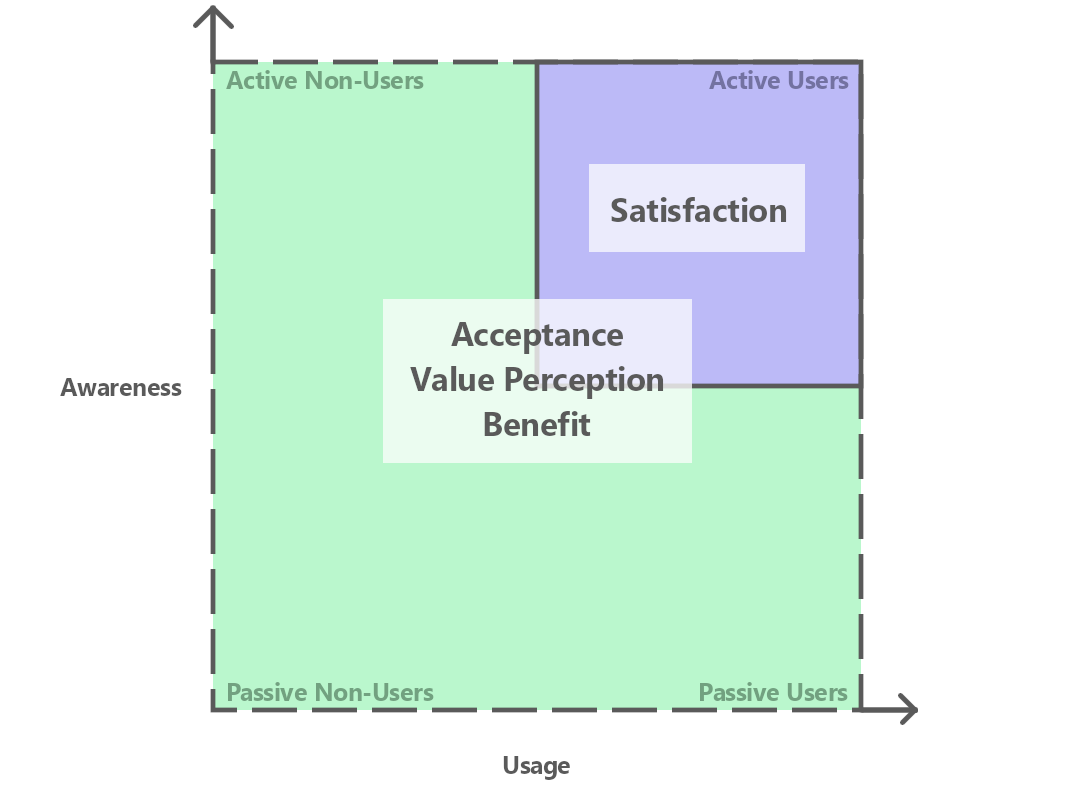 Active Non-Users
Active Users
Satisfaction
Acceptance
Value Perception
Benefit
Awareness
Passive Non-Users
Passive Users
Usage